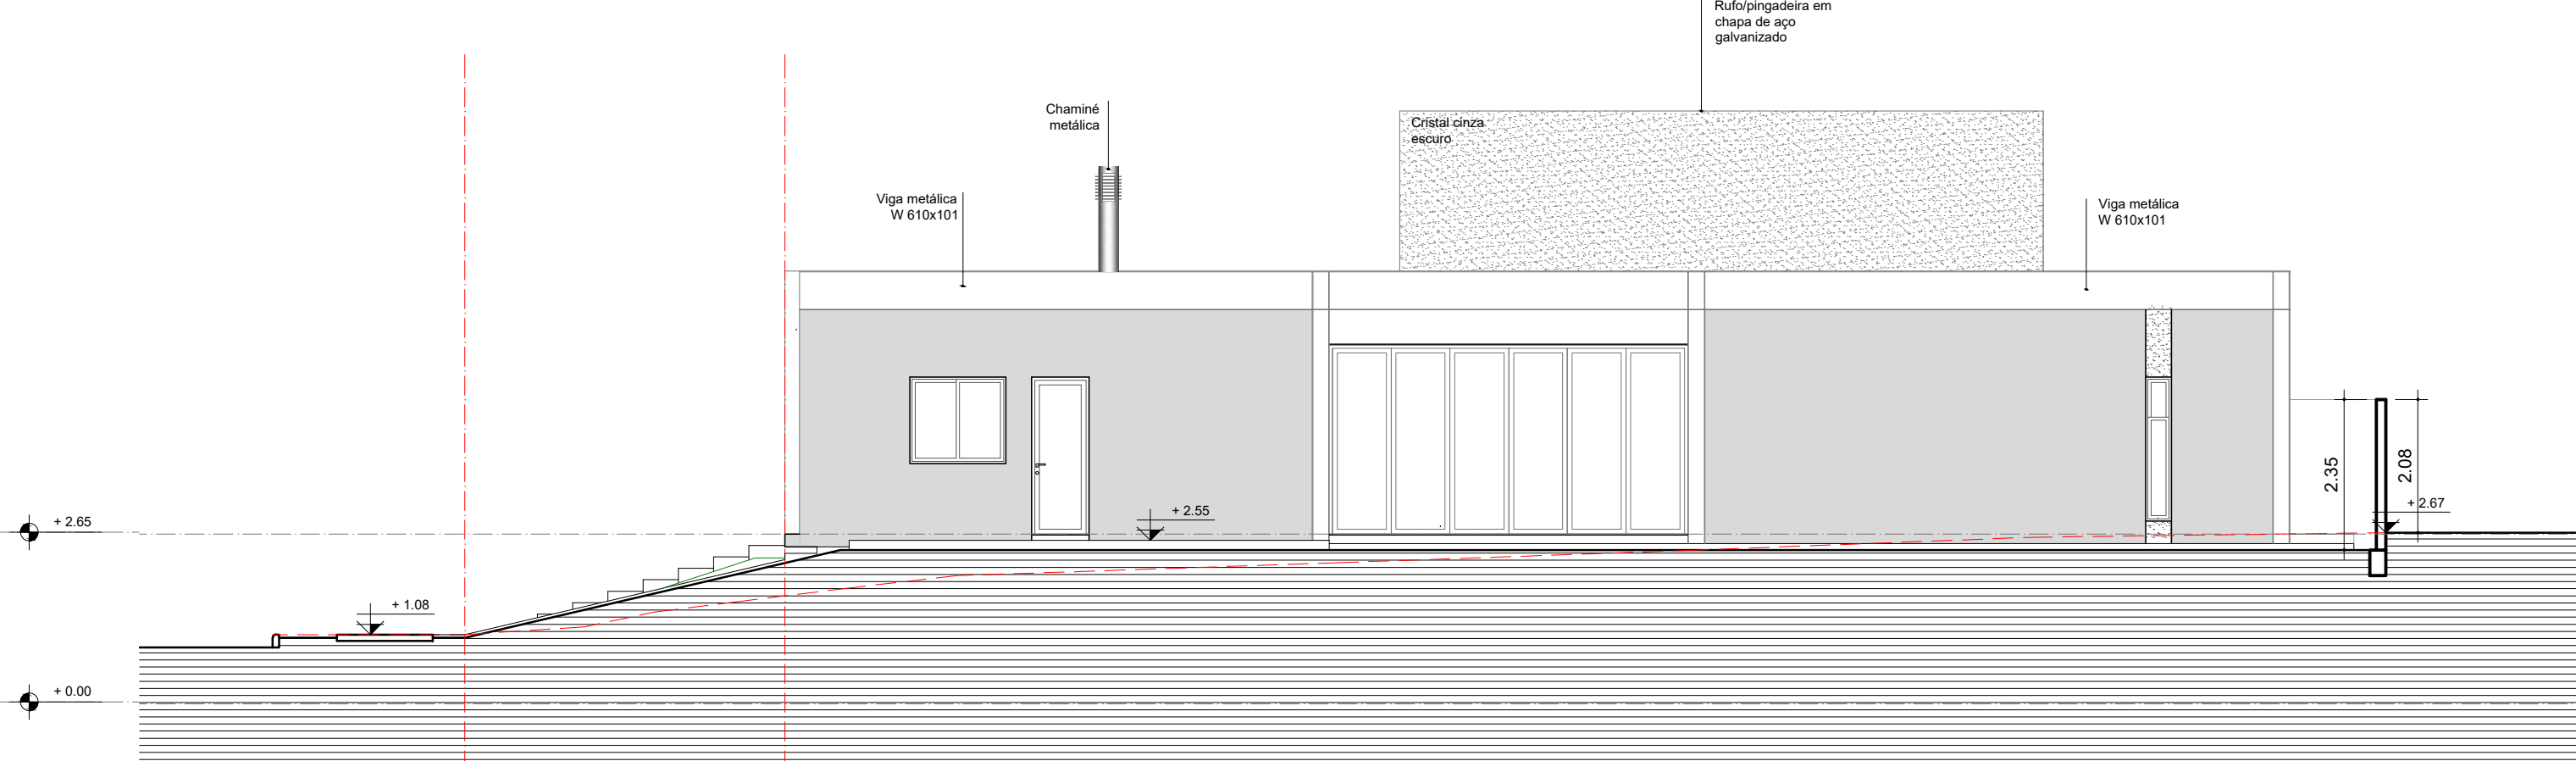 Rufo/pingadeira em
chapa de aço
galvanizado
Chaminé
metálica
Cristal cinza
escuro
Viga metálica
W 610x101
Viga metálica
W 610x101
2.35
2.08
+ 2.67
+ 2.55
+ 2.65
+ 1.08
+ 0.00